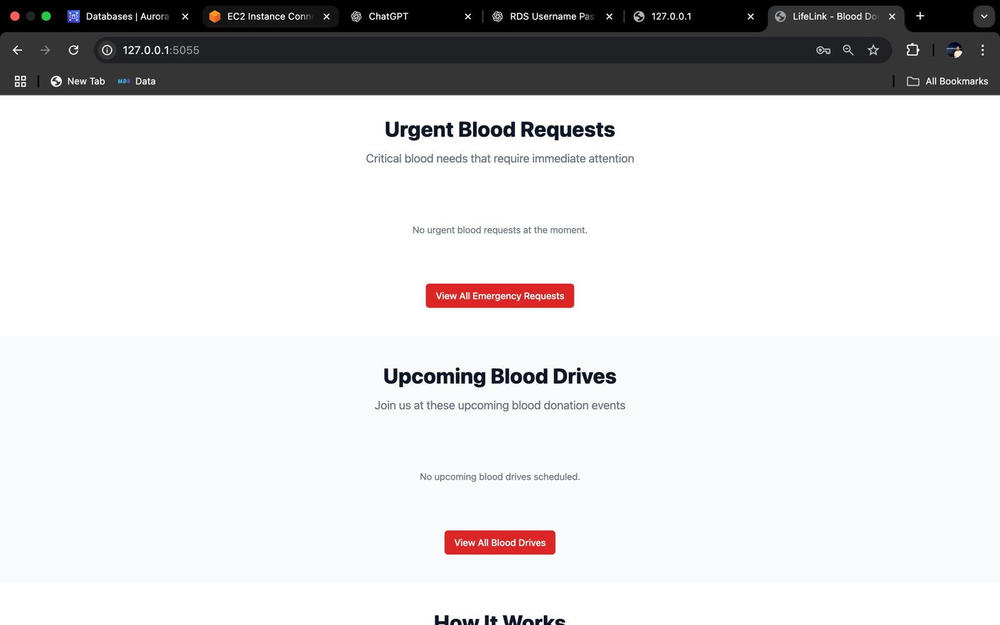 Databases | Aurora
EC2 Instance Conn
ChatGPT
RDS Username Pas
127.0.0.1
LifeLink - Blood Do
127.0.0.1:5055
New Tab
MDB
Data
All Bookmarks
Urgent Blood Requests
Critical blood needs that require immediate attention
No urgent blood requests at the moment.
View All Emergency Requests
Upcoming Blood Drives
Join us at these upcoming blood donation events
No upcoming blood drives scheduled.
View All Blood Drives
How It Works